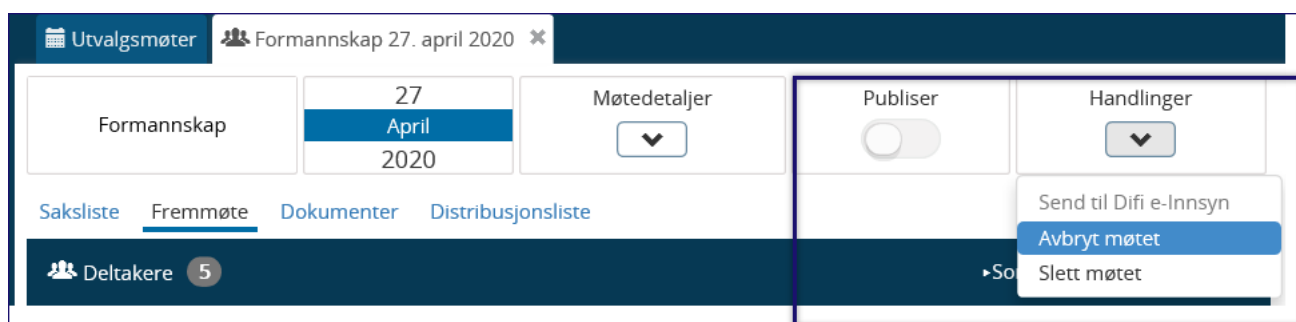 Utvalgsmøter
Formannskap 27. april 2020
Formannskap
27
April
2020
Møtedetaljer
Publiser
Handlinger
Saksliste Fremmøte Dokumenter Distribusjonsliste
Send til Difi e-Innsyn
Avbryt møtet
Slett møtet
Deltakere 5